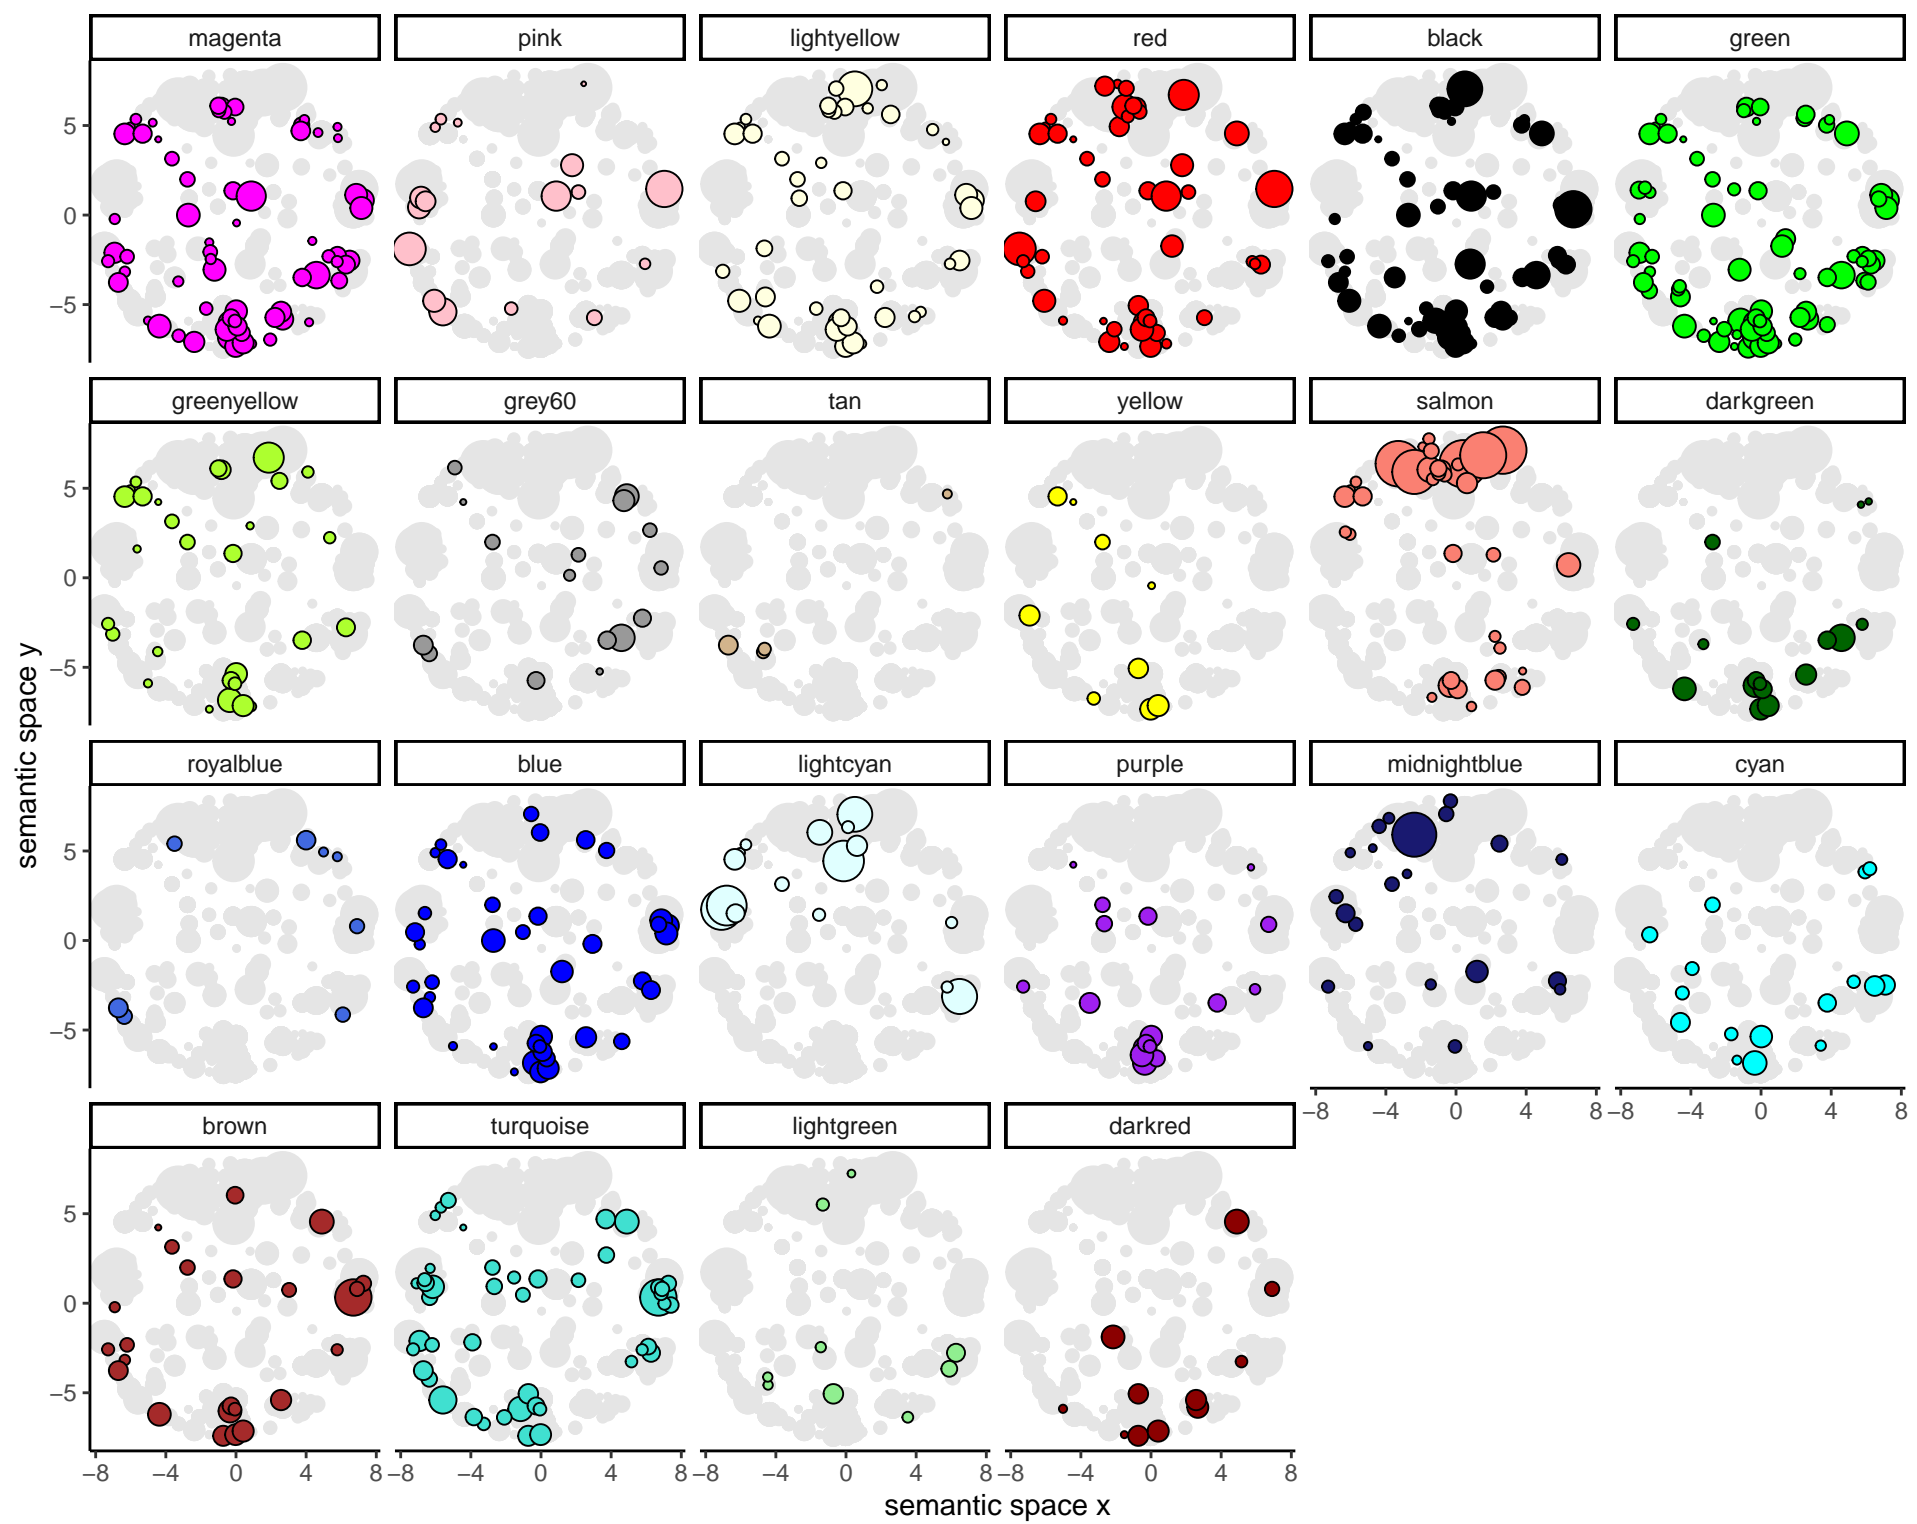 magenta pink lightyellow red black green
5
0
−5
greenyellow grey60 tan yellow salmon darkgreen
5
0
−5
semantic space y
royalblue blue lightcyan purple midnightblue cyan
5
0
−5
−8 −4 0 4 8 −8 −4 0 4 8
brown turquoise lightgreen darkred
5
0
−5
−8 −4 0 4 8 −8 −4 0 4 8 −8 −4 0 4 8 −8 −4 0 4 8
semantic space x